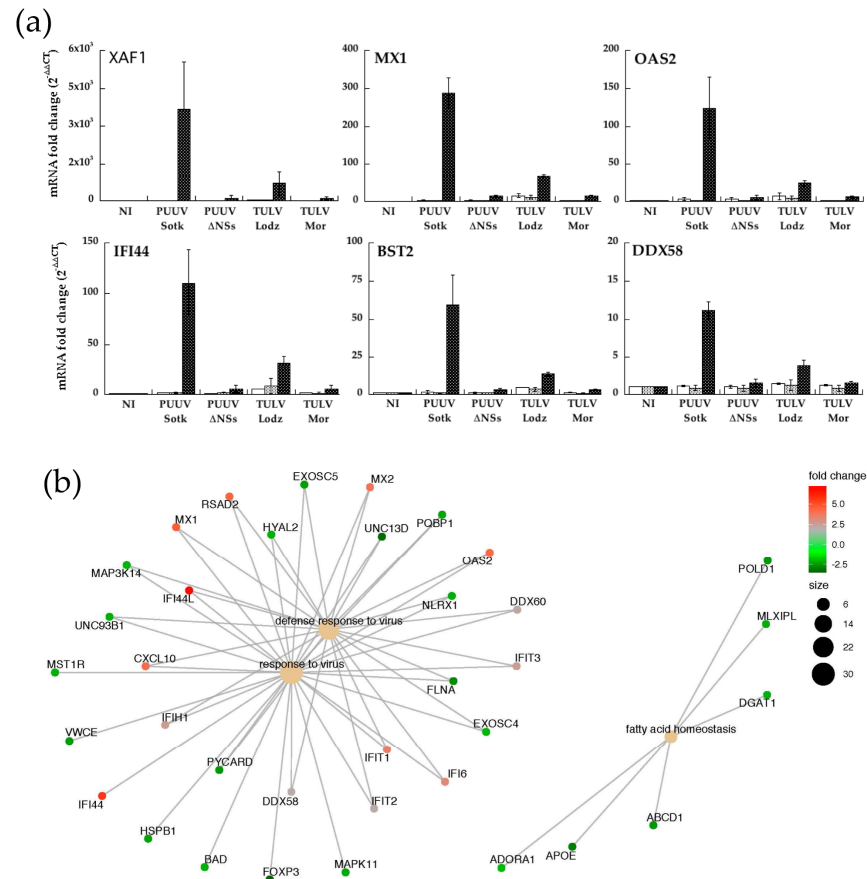 (a)
XAF1
MX1
OAS2
mRNA fold change (2^-ΔΔCT)
6x10³
5x10³
3x10³
2x10³
0
400
300
200
100
0
200
150
100
50
0
NI PUUV PUUV TULV TULV
Sotk ΔNSs Lodz Mor
NI PUUV PUUV TULV TULV
Sotk ΔNSs Lodz Mor
NI PUUV PUUV TULV TULV
Sotk ΔNSs Lodz Mor
IFI44
BST2
DDX58
mRNA fold change (2^-ΔΔCT)
150
100
50
0
100
75
50
25
0
20
15
10
5
0
NI PUUV PUUV TULV TULV
Sotk ΔNSs Lodz Mor
NI PUUV PUUV TULV TULV
Sotk ΔNSs Lodz Mor
NI PUUV PUUV TULV TULV
Sotk ΔNSs Lodz Mor
(b)
EXOSC5
MX2
RSAD2
MX1
HYAL2
UNC13D
PQBP1
OAS2
MAP3K14
IFI44L
NLRX1
DDX60
UNC93B1
defense response to virus
CXCL10
response to virus
IFIT3
MST1R
FLNA
IFIH1
EXOSC4
VWCE
PYCARD
IFIT1
IFI6
IFI44
DDX58
IFIT2
HSPB1
BAD
FOXP3
MAPK11
POLD1
MLXIPL
DGAT1
fatty acid homeostasis
ABCD1
APOE
ADORA1
fold change
5.0
2.5
0.0
-2.5
size
6
14
22
30